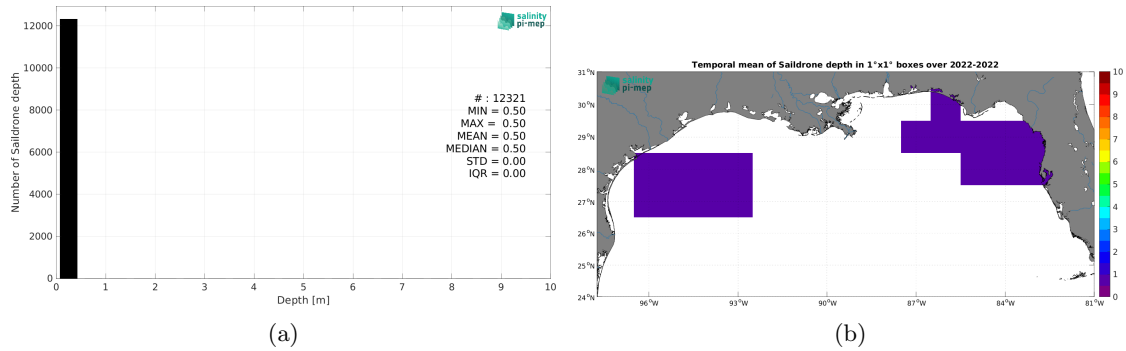 salinity
pi-mep
12000
10000
8000
6000
4000
2000
0
Number of Saildrone depth
# : 12321
MIN = 0.50
MAX = 0.50
MEAN = 0.50
MEDIAN = 0.50
STD = 0.00
IQR = 0.00
0 1 2 3 4 5 6 7 8 9 10
Depth [m]
(a)
Temporal mean of Saildrone depth in 1°x1° boxes over 2022-2022
salinity
pi-mep
31°N
30°N
29°N
28°N
27°N
26°N
25°N
24°N
96°W 93°W 90°W 87°W 84°W 81°W
10
9
8
7
6
5
4
3
2
1
0
(b)